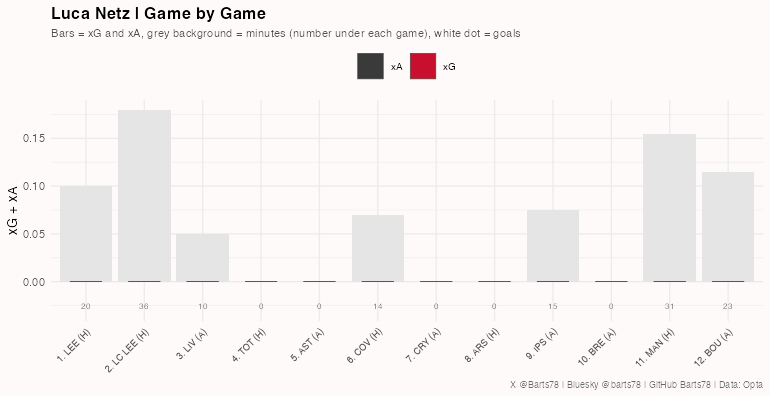 Luca Netz | Game by Game
Bars = xG and xA, grey background = minutes (number under each game), white dot = goals
xA xG
xG + xA
0.15
0.10
0.05
0.00
20 36 10 0 0 14 0 0 15 0 31 23
1. LEE (H) 2. LC LEE (H) 3. LIV (A) 4. TOT (H) 5. AST (A) 6. COV (H) 7. CRY (A) 8. ARS (H) 9. IPS (A) 10. BRE (A) 11. MAN (H) 12. BOU (A)
X @Barts78 | Bluesky @barts78 | GitHub Barts78 | Data: Opta